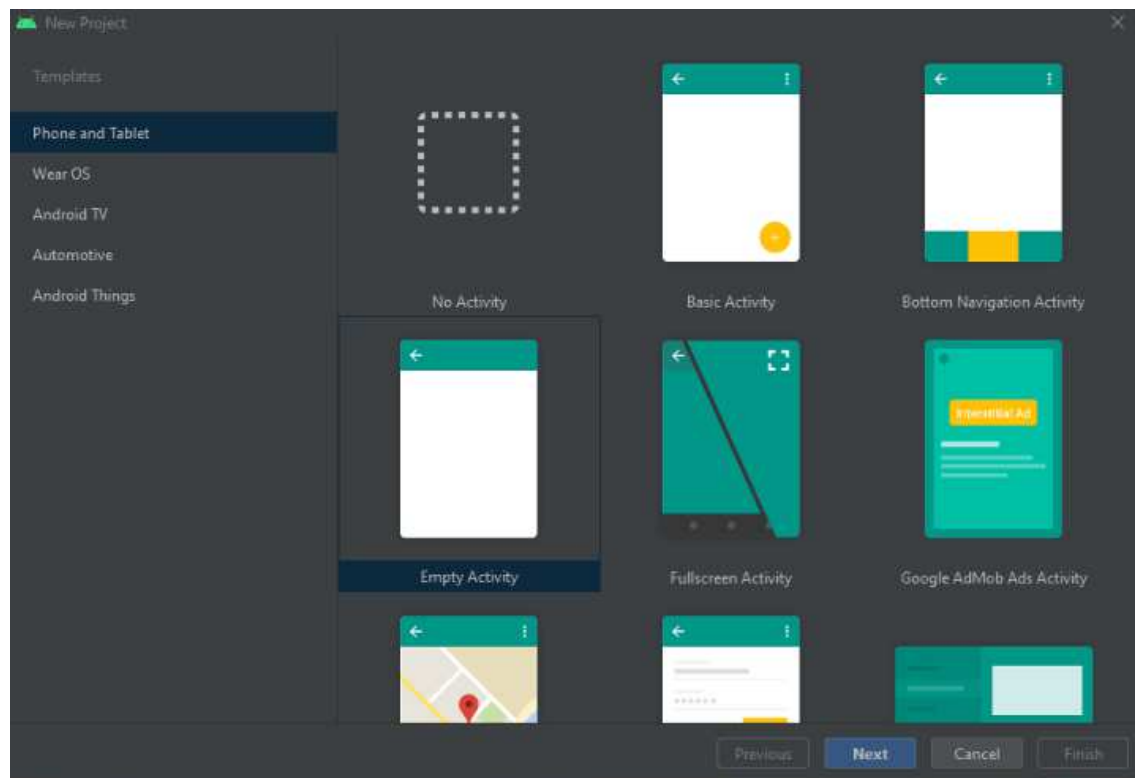 New Project
Templates
Phone and Tablet
Wear OS
Android TV
Automotive
Android Things
No Activity
Basic Activity
Bottom Navigation Activity
Interstitial Ad
Empty Activity
Fullscreen Activity
Google AdMob Ads Activity
Previous
Next
Cancel
Finish